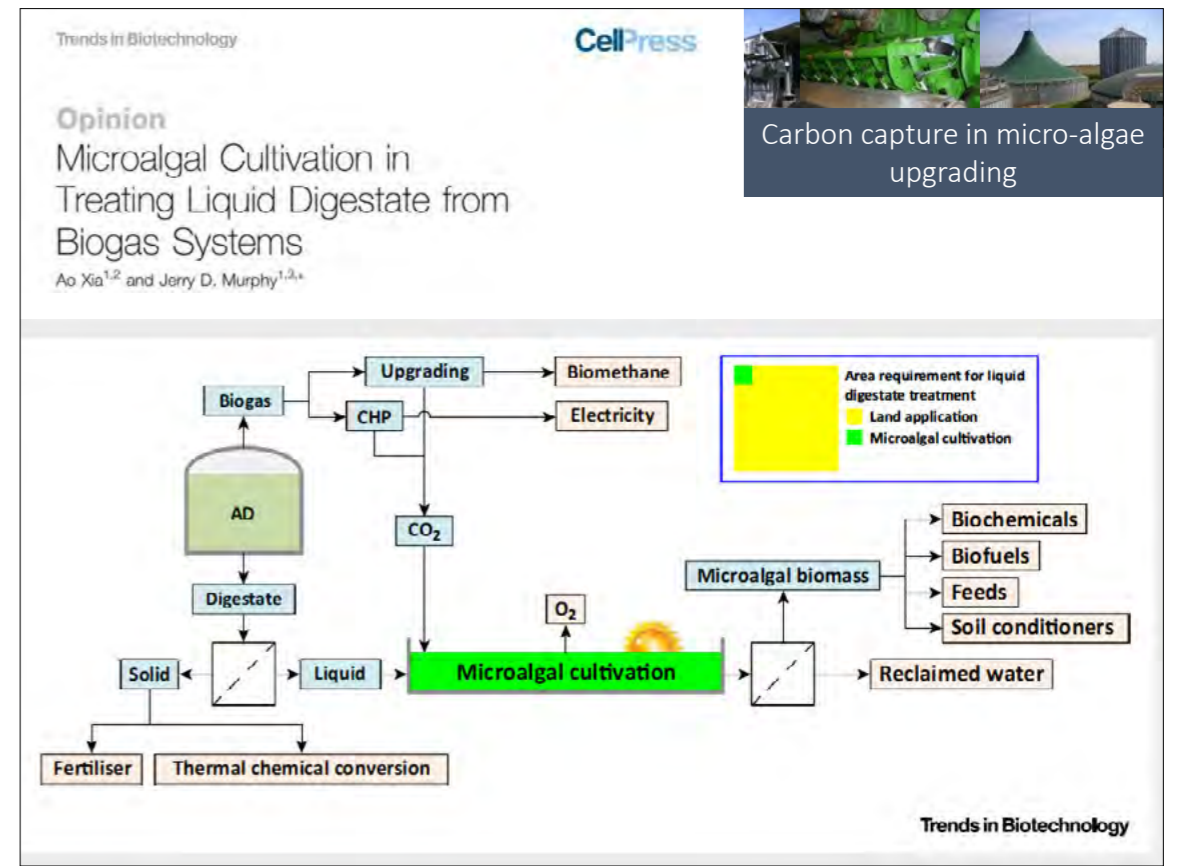 Trends in Biotechnology
CellPress
Carbon capture in micro-algae
upgrading
Opinion
Microalgal Cultivation in
Treating Liquid Digestate from
Biogas Systems
Ao Xia1,2 and Jerry D. Murphy1,3,*
Upgrading
Biomethane
Biogas
CHP
Electricity
Area requirement for liquid
digestate treatment
Land application
Microalgal cultivation
AD
CO2
Biochemicals
Biofuels
Microalgal biomass
Feeds
Digestate
O2
Soil conditioners
Solid
Liquid
Microalgal cultivation
Reclaimed water
Fertiliser
Thermal chemical conversion
Trends in Biotechnology